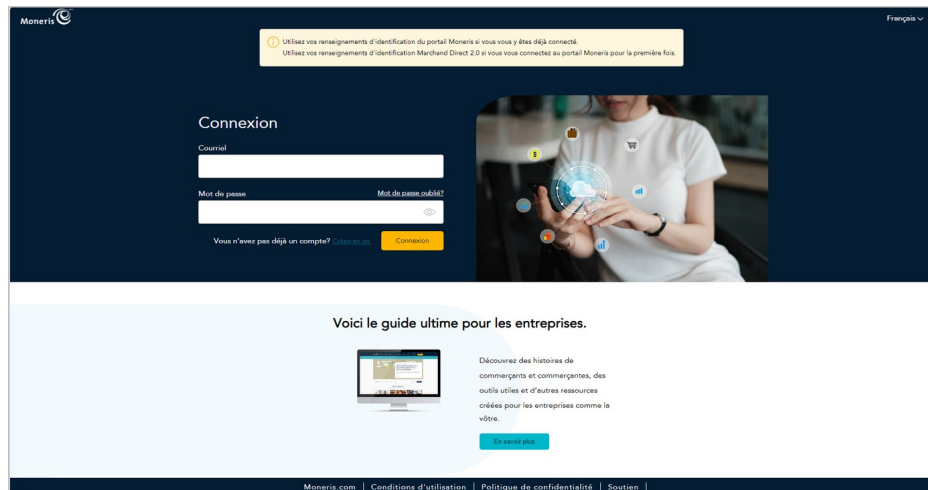 Moneris
Français
Utilisez vos renseignements d'identification du portail Moneris si vous vous y êtes déjà connecté.
Utilisez vos renseignements d'identification Marchand Direct 2.0 si vous vous connectez au portail Moneris pour la première fois.
Connexion
Courriel
Mot de passe
Mot de passe oublié?
Vous n'avez pas déjà un compte? Créez-en un.
Connexion
Voici le guide ultime pour les entreprises.
Découvrez des histoires de
commerçants et commerçantes, des
outils utiles et d'autres ressources
créées pour les entreprises comme la
vôtre.
En savoir plus
Moneris.com | Conditions d'utilisation | Politique de confidentialité | Soutien |